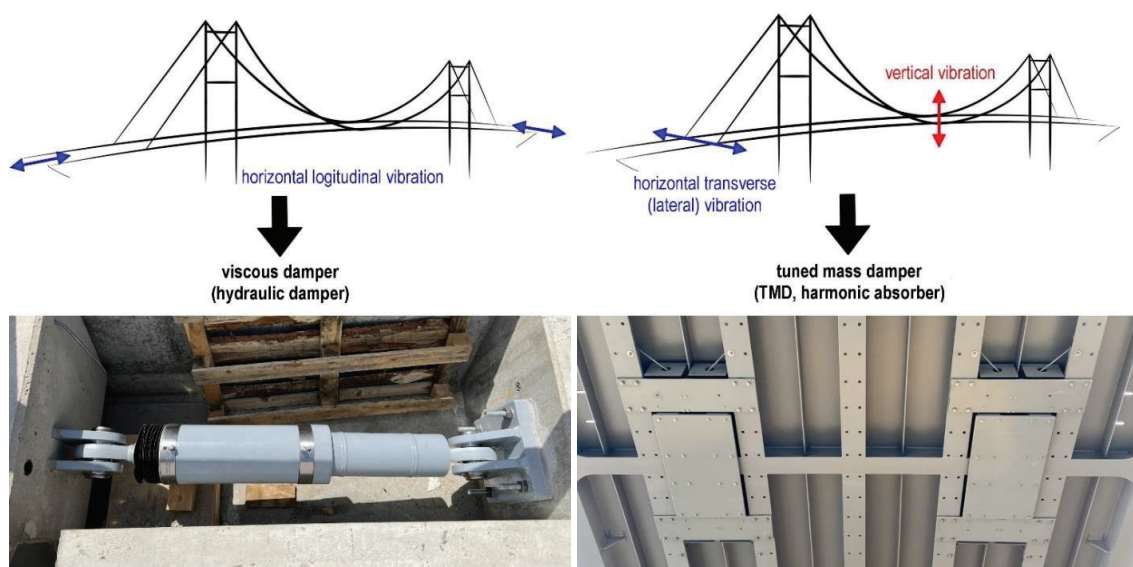 horizontal logitudinal vibration
viscous damper
(hydraulic damper)
vertical vibration
horizontal transverse
(lateral) vibration
tuned mass damper
(TMD, harmonic absorber)